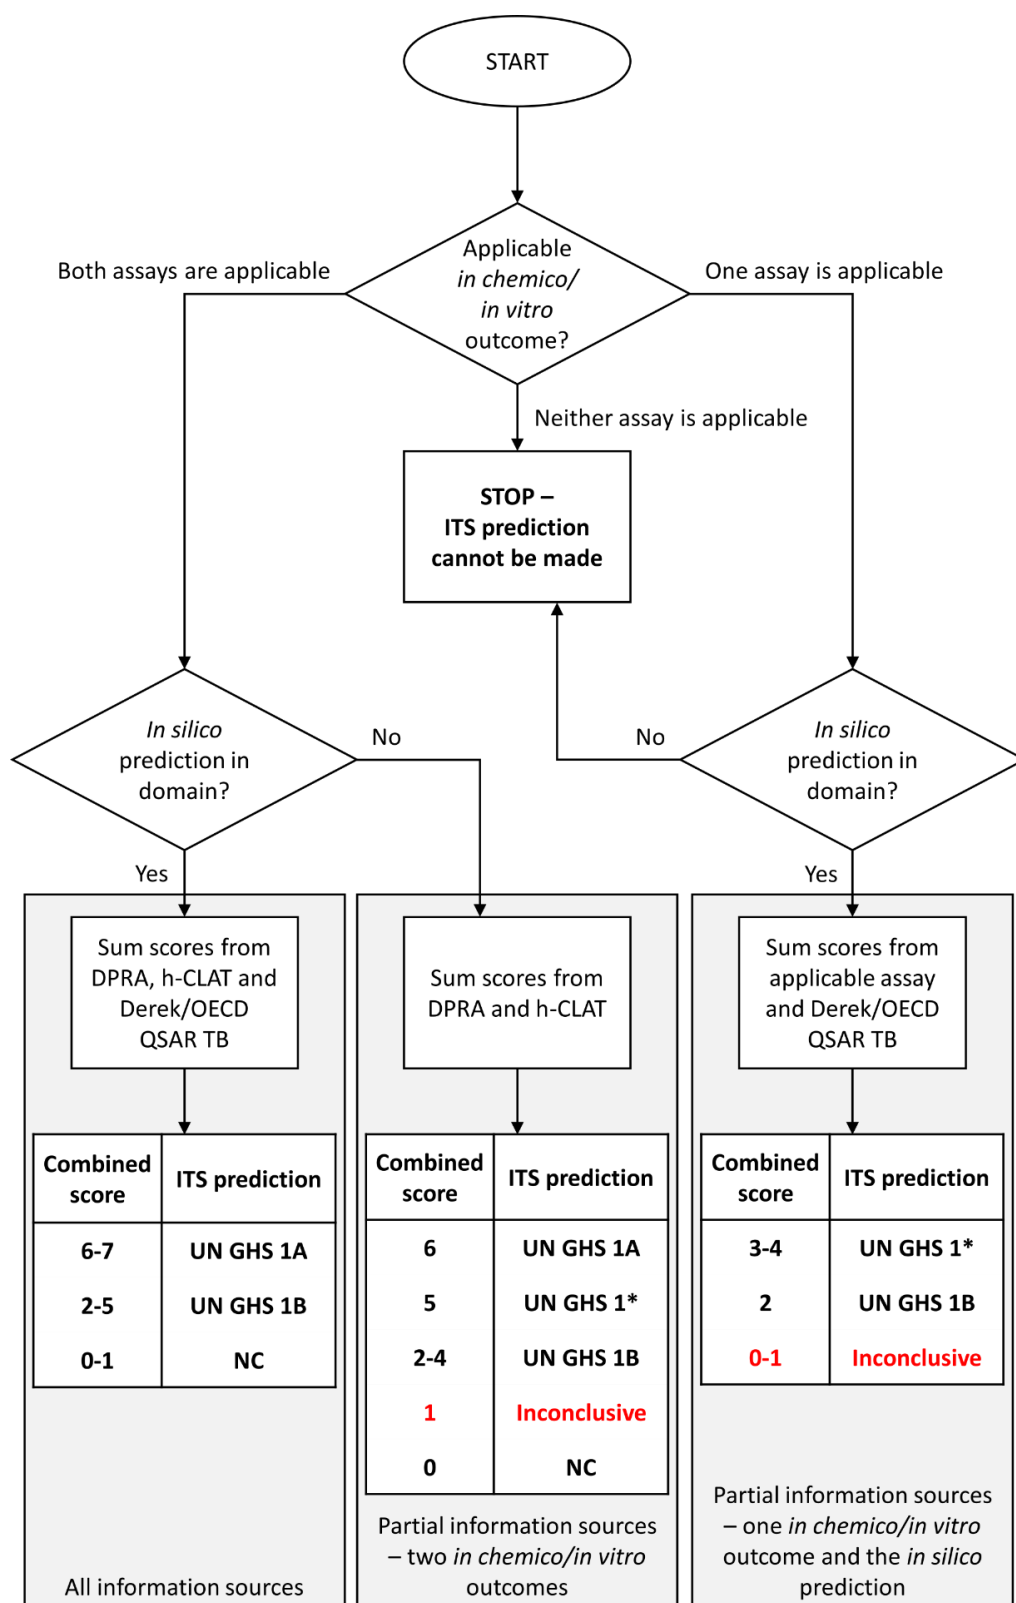 START
Applicable
in chemico/
in vitro
outcome?
Both assays are applicable
One assay is applicable
Neither assay is applicable
STOP –
ITS prediction
cannot be made
In silico
prediction in
domain?
No
Yes
In silico
prediction in
domain?
No
Yes
Sum scores from
DPRA, h-CLAT and
Derek/OECD
QSAR TB
Combined
score
ITS prediction
6-7 UN GHS 1A
2-5 UN GHS 1B
0-1 NC
All information sources
Sum scores from
DPRA and h-CLAT
Combined
score
ITS prediction
6 UN GHS 1A
5 UN GHS 1*
2-4 UN GHS 1B
1 Inconclusive
0 NC
Partial information sources
– two in chemico/in vitro
outcomes
Sum scores from
applicable assay
and Derek/OECD
QSAR TB
Combined
score
ITS prediction
3-4 UN GHS 1*
2 UN GHS 1B
0-1 Inconclusive
Partial information sources
– one in chemico/in vitro
outcome and the in silico
prediction